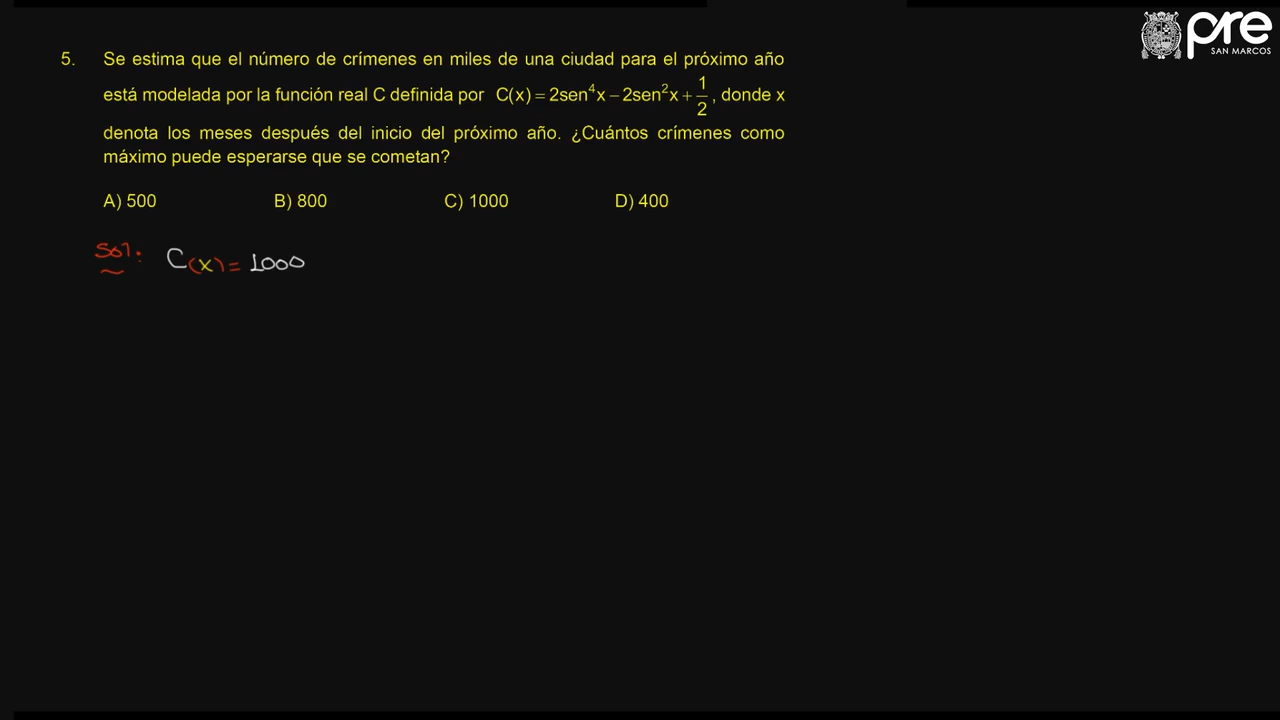 pre
SAN MARCOS
5. Se estima que el número de crímenes en miles de una ciudad para el próximo año
está modelada por la función real C definida por C(x) = 2sen⁴x − 2sen²x + 1/2, donde x
denota los meses después del inicio del próximo año. ¿Cuántos crímenes como
máximo puede esperarse que se cometan?
A) 500 B) 800 C) 1000 D) 400
Sol: C(x) = 1000